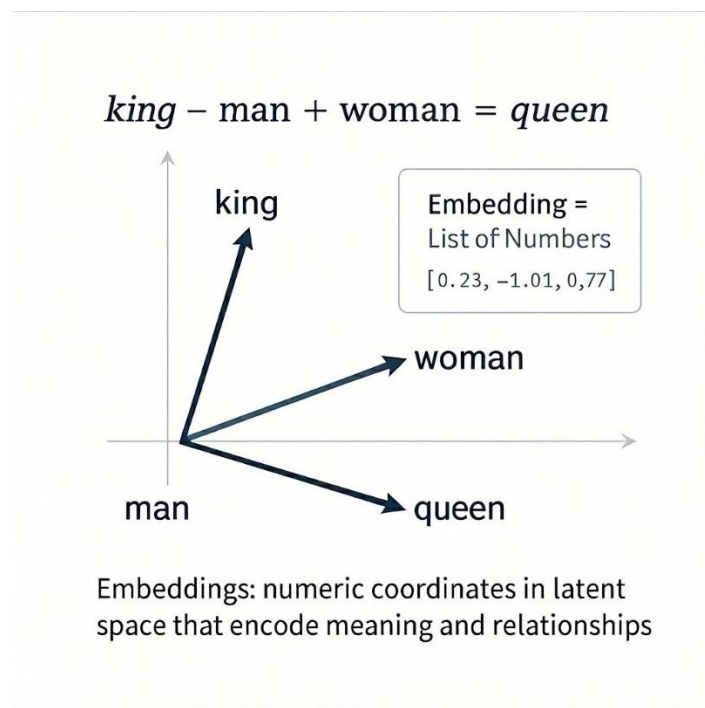 king – man + woman = queen
king
Embedding =
List of Numbers
[0.23, −1.01, 0,77]
woman
man
queen
Embeddings: numeric coordinates in latent
space that encode meaning and relationships